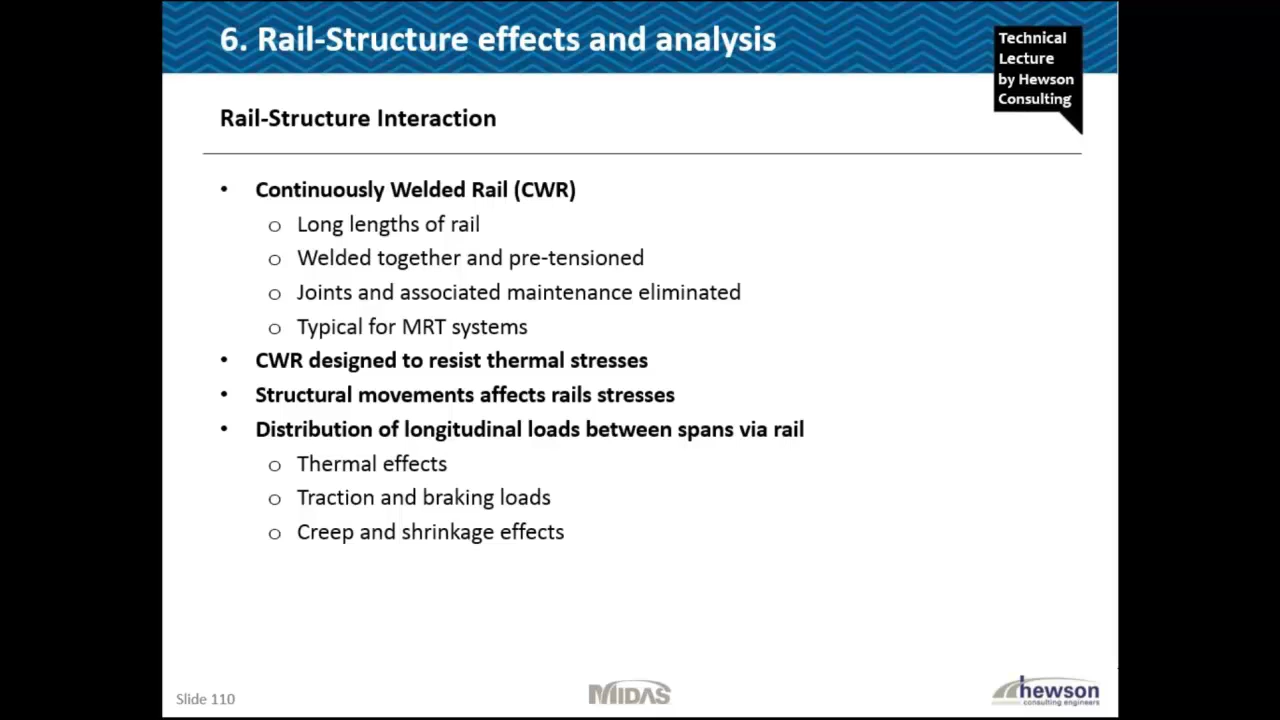 6. Rail-Structure effects and analysis
Technical
Lecture
by Hewson
Consulting
Rail-Structure Interaction
• Continuously Welded Rail (CWR)
o Long lengths of rail
o Welded together and pre-tensioned
o Joints and associated maintenance eliminated
o Typical for MRT systems
• CWR designed to resist thermal stresses
• Structural movements affects rails stresses
• Distribution of longitudinal loads between spans via rail
o Thermal effects
o Traction and braking loads
o Creep and shrinkage effects
Slide 110
MIDAS
hewson
consulting engineers